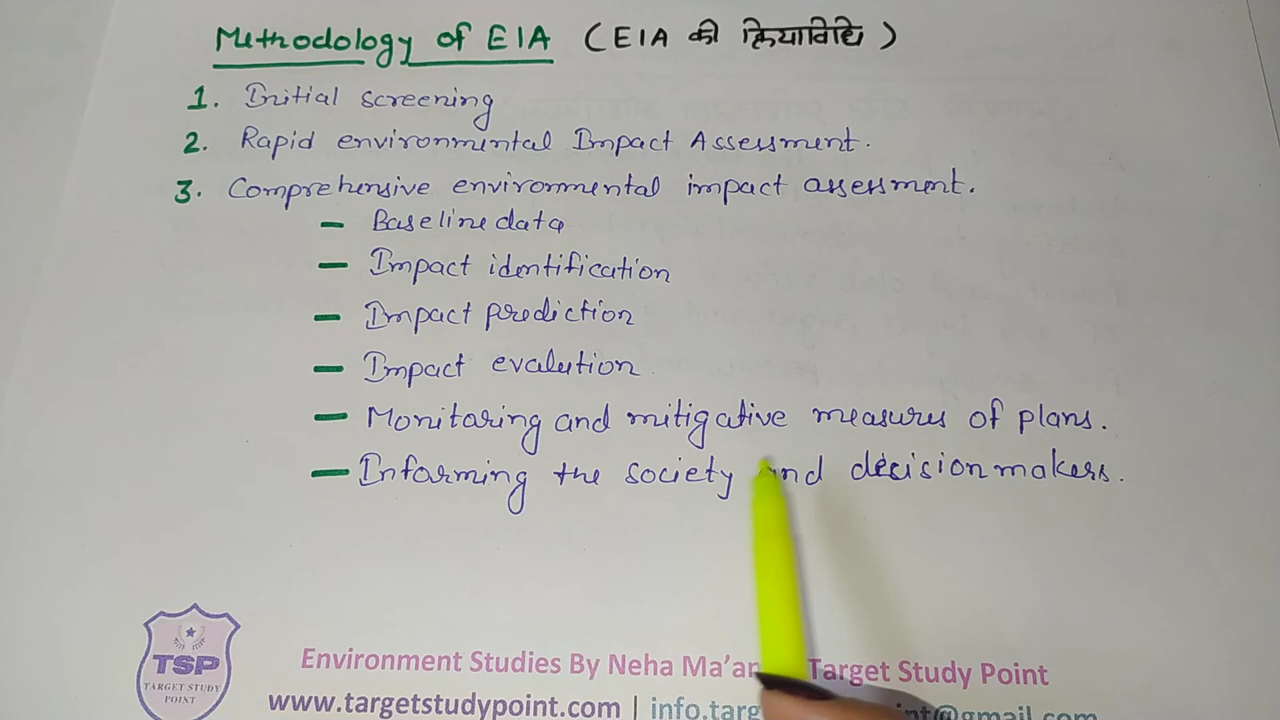 Methodology of EIA (EIA की क्रियाविधि)
1. Initial screening
2. Rapid environmental Impact Assessment.
3. Comprehensive environmental impact assessment.
— Baseline data
— Impact identification
— Impact prediction
— Impact evalution
— Monitoring and mitigative measures of plans.
— Informing the society and decision makers.
TSP
TARGET STUDY
POINT
Environment Studies By Neha Ma'am Target Study Point
www.targetstudypoint.com | info.targ